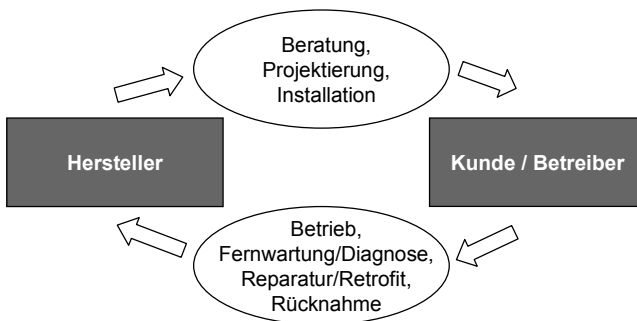 Beratung,
Projektierung,
Installation
Hersteller
Kunde / Betreiber
Betrieb,
Fernwartung/Diagnose,
Reparatur/Retrofit,
Rücknahme